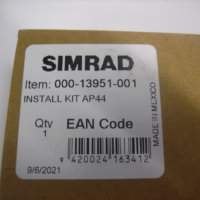 SIMRAD
Item: 000-13951-001
INSTALL KIT AP44
Qty EAN Code
1
9 420024 163412
9/6/2021
MADE IN MEXICO